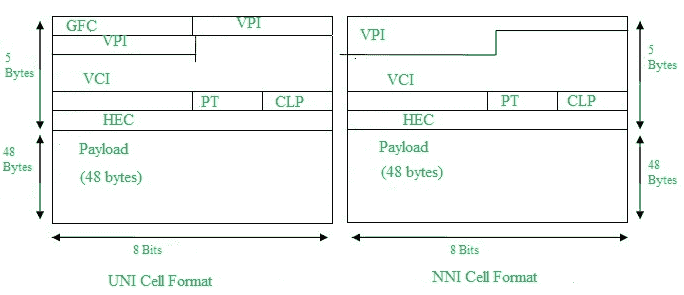 GFC VPI
VPI
VCI
PT CLP
HEC
Payload
(48 bytes)
5
Bytes
48
Bytes
8 Bits
UNI Cell Format
VPI
VCI
PT CLP
HEC
Payload
(48 bytes)
5
Bytes
48
Bytes
8 Bits
NNI Cell Format